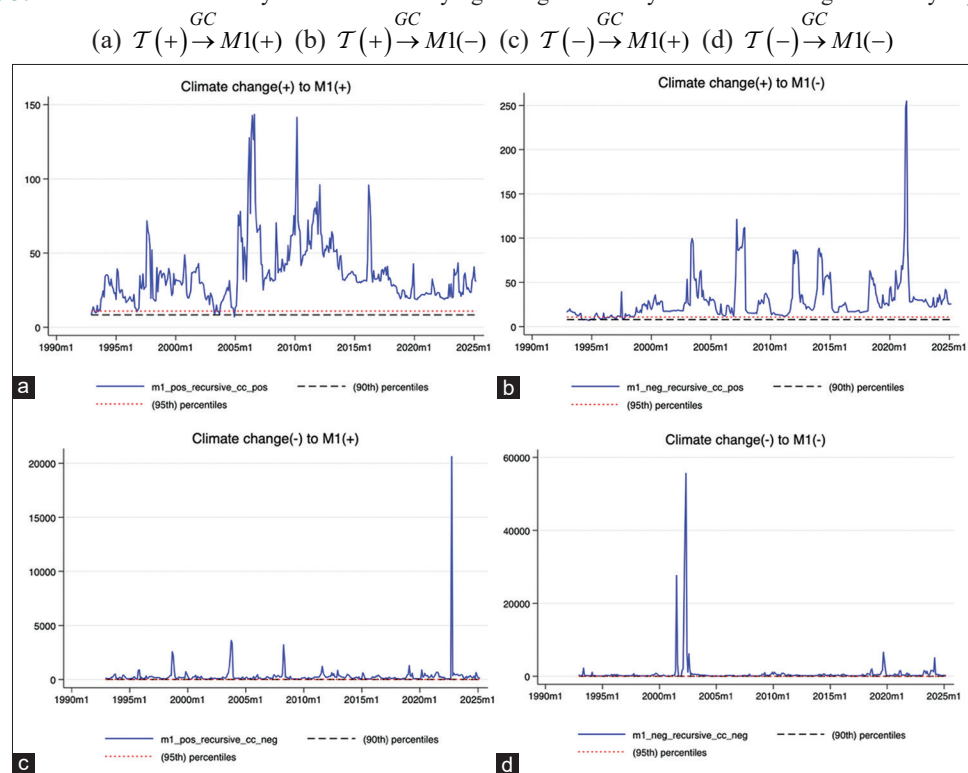 (a) 𝒯(+) GC→ M1(+) (b) 𝒯(+) GC→ M1(−) (c) 𝒯(−) GC→ M1(+) (d) 𝒯(−) GC→ M1(−)
Climate change(+) to M1(+)
150
100
50
0
1990m1 1995m1 2000m1 2005m1 2010m1 2015m1 2020m1 2025m1
m1_pos_recursive_cc_pos (90th) percentiles
(95th) percentiles
a
Climate change(+) to M1(-)
250
200
150
100
50
0
1990m1 1995m1 2000m1 2005m1 2010m1 2015m1 2020m1 2025m1
m1_neg_recursive_cc_pos (90th) percentiles
(95th) percentiles
b
Climate change(-) to M1(+)
20000
15000
10000
5000
0
1990m1 1995m1 2000m1 2005m1 2010m1 2015m1 2020m1 2025m1
m1_pos_recursive_cc_neg (90th) percentiles
(95th) percentiles
c
Climate change(-) to M1(-)
60000
40000
20000
0
1990m1 1995m1 2000m1 2005m1 2010m1 2015m1 2020m1 2025m1
m1_neg_recursive_cc_neg (90th) percentiles
(95th) percentiles
d